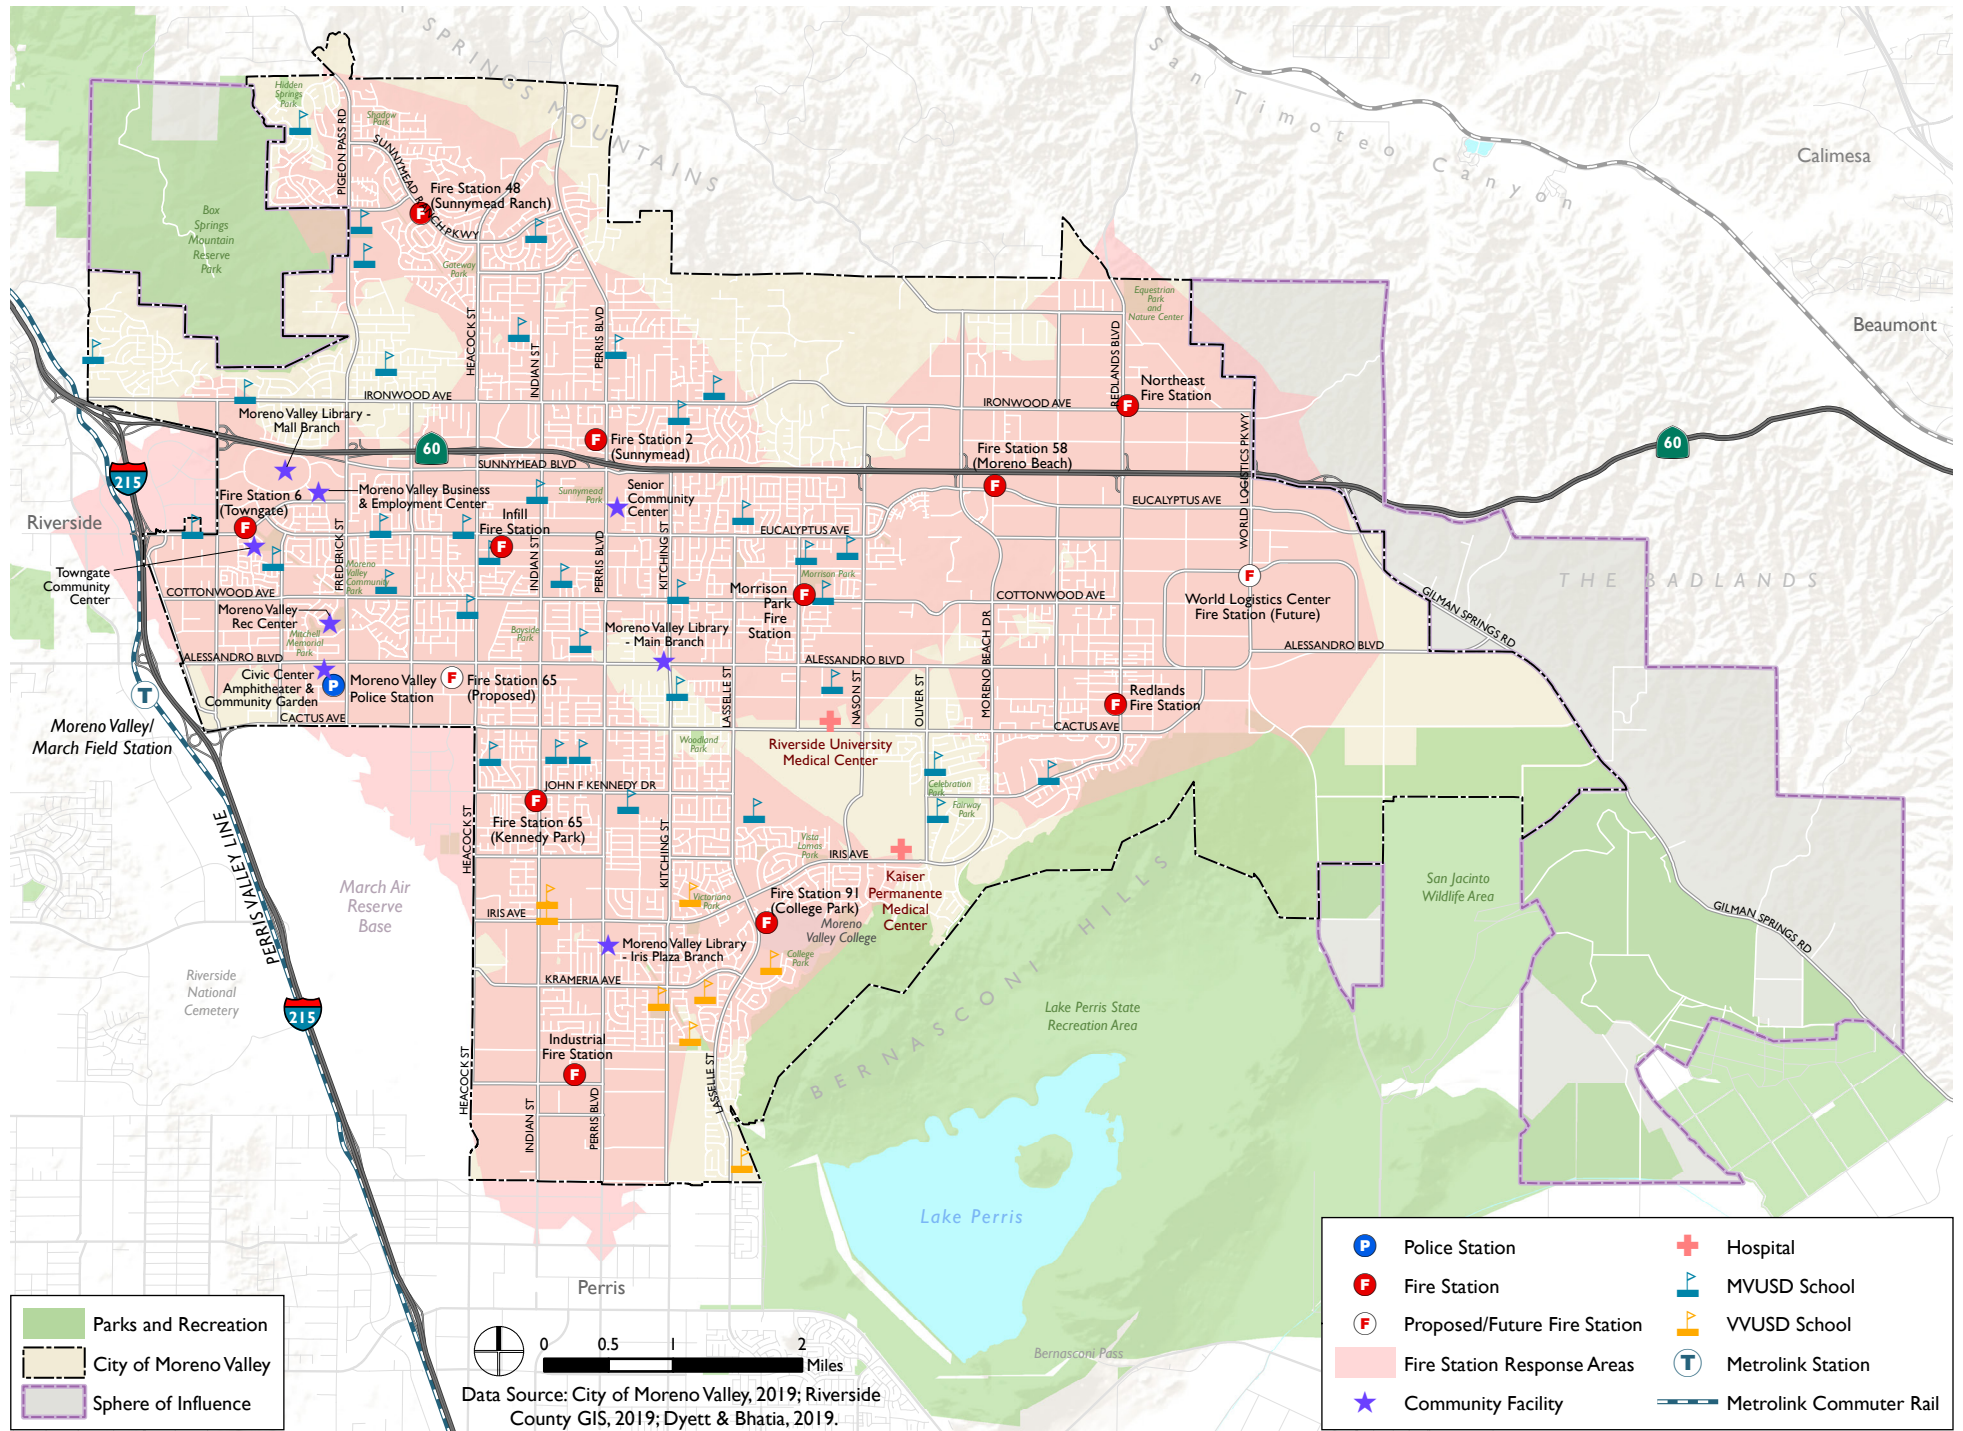 SPRINGS MOUNTAINS
San Timoteo Canyon
Calimesa
Beaumont
Hidden
Springs
Park
Shadow
Park
PIGEON PASS RD
SUNNYMEAD RANCH PKWY
Fire Station 48
(Sunnymead Ranch)
Box
Springs
Mountain
Reserve
Park
Gateway
Park
Equestrian
Park
and
Nature Center
HEACOCK ST
INDIAN ST
PERRIS BLVD
REDLANDS BLVD
IRONWOOD AVE
IRONWOOD AVE
Northeast
Fire Station
Moreno Valley Library -
Mall Branch
60
Fire Station 2
(Sunnymead)
Fire Station 58
(Moreno Beach)
WORLD LOGISTICS PKWY
60
SUNNYMEAD BLVD
215
Riverside
Fire Station 6
(Towngate)
Moreno Valley Business
& Employment Center
Sunnymead
Park
Senior
Community
Center
EUCALYPTUS AVE
Infill
Fire Station
EUCALYPTUS AVE
FREDERICK ST
INDIAN ST
PERRIS BLVD
KITCHING ST
Towngate
Community
Center
Moreno
Valley
Community
Park
Morrison Park
THE BADLANDS
COTTONWOOD AVE
COTTONWOOD AVE
Morrison
Park
Fire
Station
World Logistics Center
Fire Station (Future)
GILMAN SPRINGS RD
Moreno Valley
Rec Center
Mitchell
Memorial
Park
Bayside
Park
Moreno Valley Library
- Main Branch
MORENO BEACH DR
ALESSANDRO BLVD
ALESSANDRO BLVD
ALESSANDRO BLVD
Civic Center
Amphitheater &
Community Garden
P
Moreno Valley
Police Station
Fire Station 65
(Proposed)
LASSELLE ST
NASON ST
OLIVER ST
Redlands
Fire Station
T
Moreno Valley/
March Field Station
CACTUS AVE
CACTUS AVE
Woodland
Park
Riverside University
Medical Center
Celebration
Park
Fairway
Park
JOHN F KENNEDY DR
Fire Station 65
(Kennedy Park)
HEACOCK ST
KITCHING ST
Vista
Lomas
Park
IRIS AVE
PERRIS VALLEY LINE
March Air
Reserve
Base
Kaiser
Permanente
Medical
Center
Fire Station 91
(College Park)
Moreno
Valley College
Victoriano
Park
IRIS AVE
San Jacinto
Wildlife Area
GILMAN SPRINGS RD
BERNASCONI HILLS
Moreno Valley Library
- Iris Plaza Branch
College
Park
KRAMERIA AVE
Riverside
National
Cemetery
215
Lake Perris State
Recreation Area
Industrial
Fire Station
HEACOCK ST
INDIAN ST
PERRIS BLVD
LASSELLE ST
Lake Perris
Perris
Bernasconi Pass
Parks and Recreation
City of Moreno Valley
Sphere of Influence
0 0.5 1 2
Miles
Data Source: City of Moreno Valley, 2019; Riverside
County GIS, 2019; Dyett & Bhatia, 2019.
P Police Station
F Fire Station
F Proposed/Future Fire Station
Fire Station Response Areas
Community Facility
Hospital
MVUSD School
VVUSD School
T Metrolink Station
Metrolink Commuter Rail